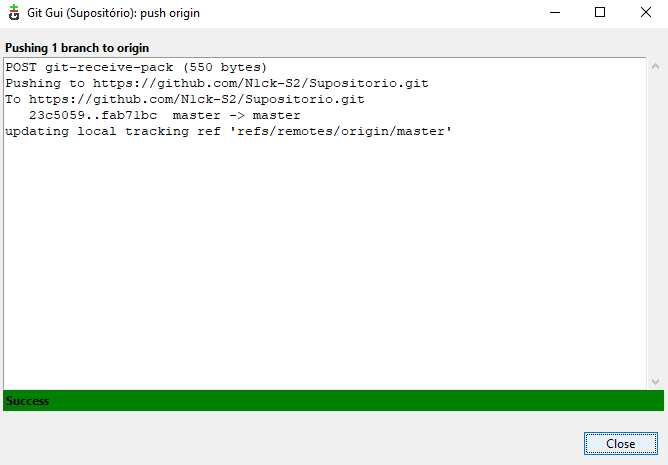 Git Gui (Supositório): push origin
Pushing 1 branch to origin
POST git-receive-pack (550 bytes)
Pushing to https://github.com/N1ck-S2/Supositorio.git
To https://github.com/N1ck-S2/Supositorio.git
   23c5059..fab71bc  master -> master
updating local tracking ref 'refs/remotes/origin/master'
Success
Close